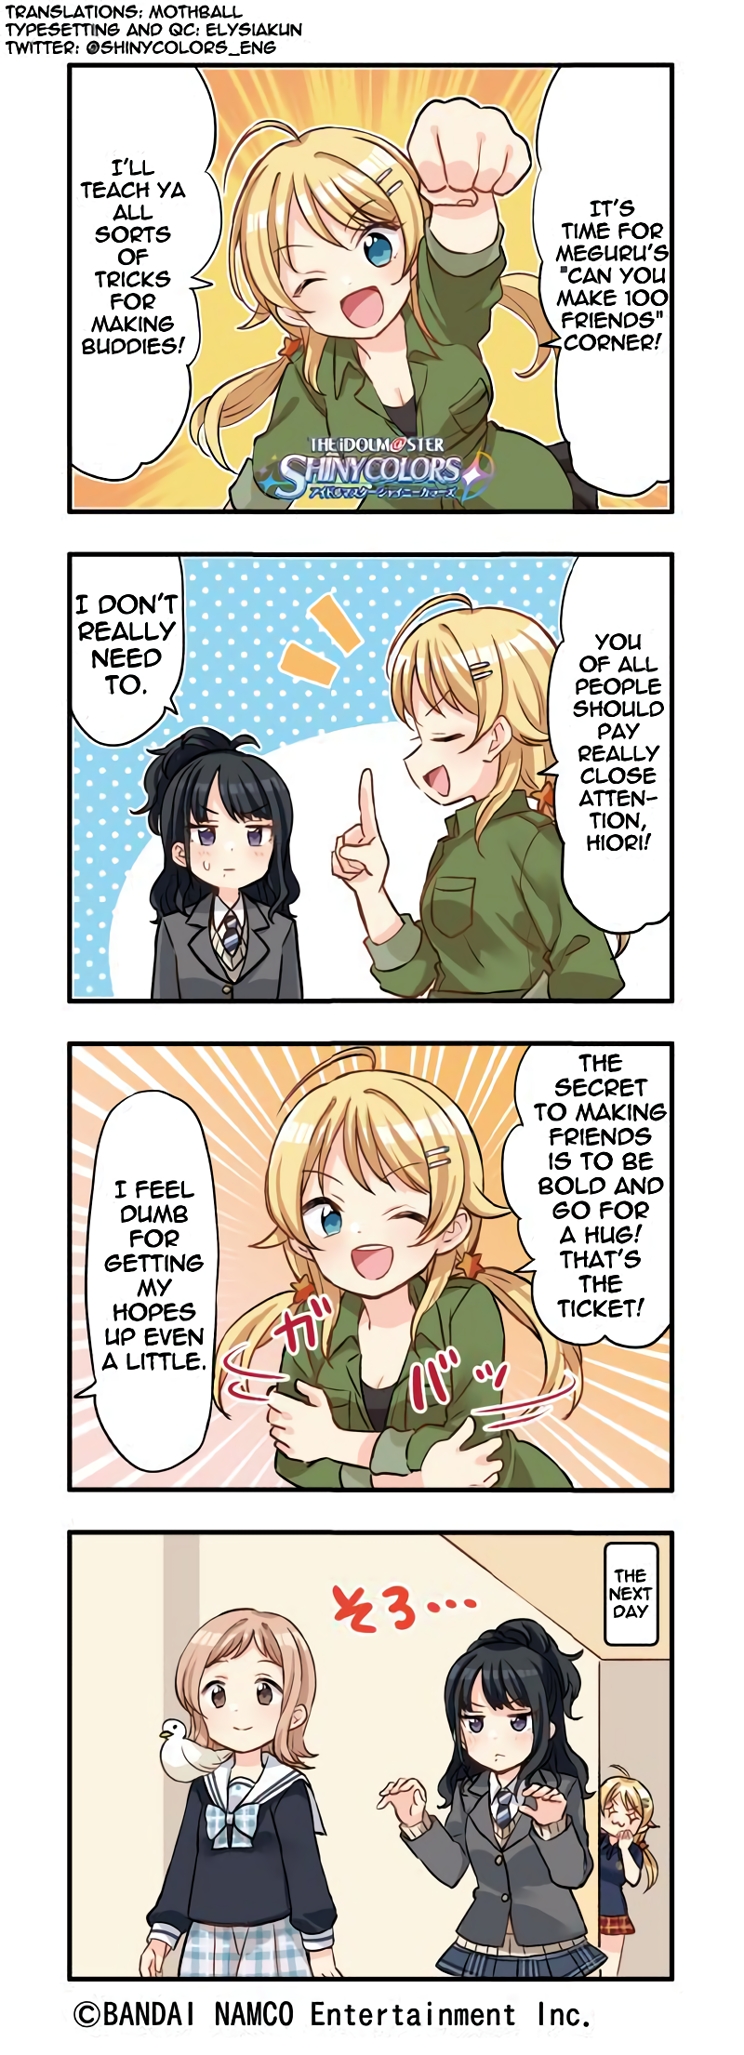 TRANSLATIONS: MOTHBALL
TYPESETTING AND QC: ELYSIAKUN
TWITTER: @SHINYCOLORS_ENG
IT'S
TIME FOR
MEGURU'S
"CAN YOU
MAKE 100
FRIENDS"
CORNER!
I'LL
TEACH YA
ALL
SORTS
OF
TRICKS
FOR
MAKING
BUDDIES!
THE iDOLM@STER
SHINYCOLORS
アイドルマスターシャイニーカラーズ
YOU
OF ALL
PEOPLE
SHOULD
PAY
REALLY
CLOSE
ATTEN-
TION,
HIORI!
I DON'T
REALLY
NEED
TO.
THE
SECRET
TO MAKING
FRIENDS
IS TO BE
BOLD AND
GO FOR
A HUG!
THAT'S
THE
TICKET!
ガバッ
I FEEL
DUMB
FOR
GETTING
MY
HOPES
UP EVEN
A LITTLE.
THE
NEXT
DAY
そろ…
©BANDAI NAMCO Entertainment Inc.